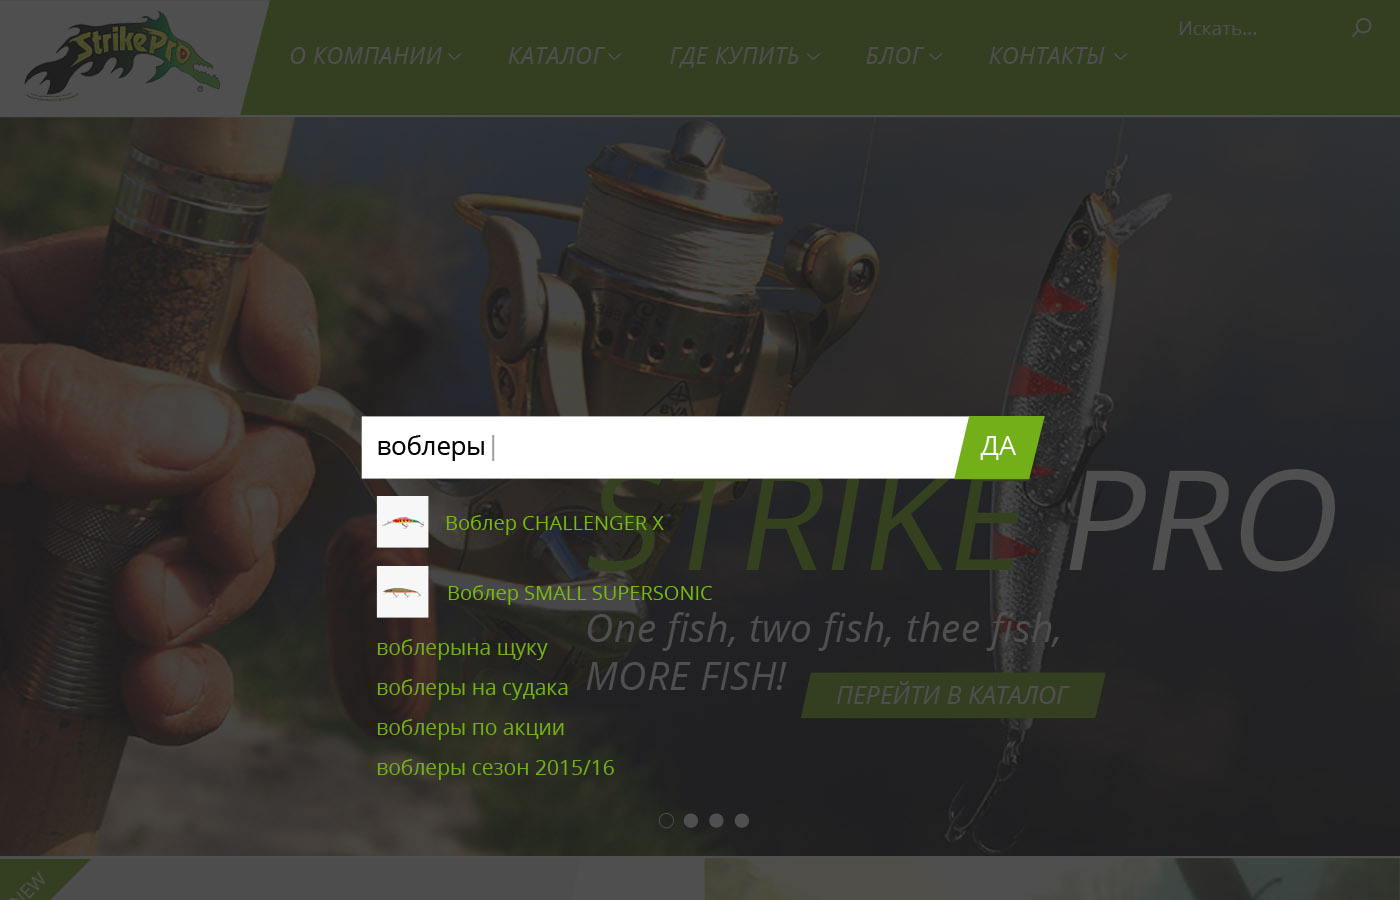 StrikePro
®
О КОМПАНИИ
КАТАЛОГ
ГДЕ КУПИТЬ
БЛОГ
КОНТАКТЫ
Искать...
воблеры
ДА
STRIKE PRO
Воблер CHALLENGER X
Воблер SMALL SUPERSONIC
One fish, two fish, thee fish,
MORE FISH!
воблерына щуку
воблеры на судака
ПЕРЕЙТИ В КАТАЛОГ
воблеры по акции
воблеры сезон 2015/16
NEW